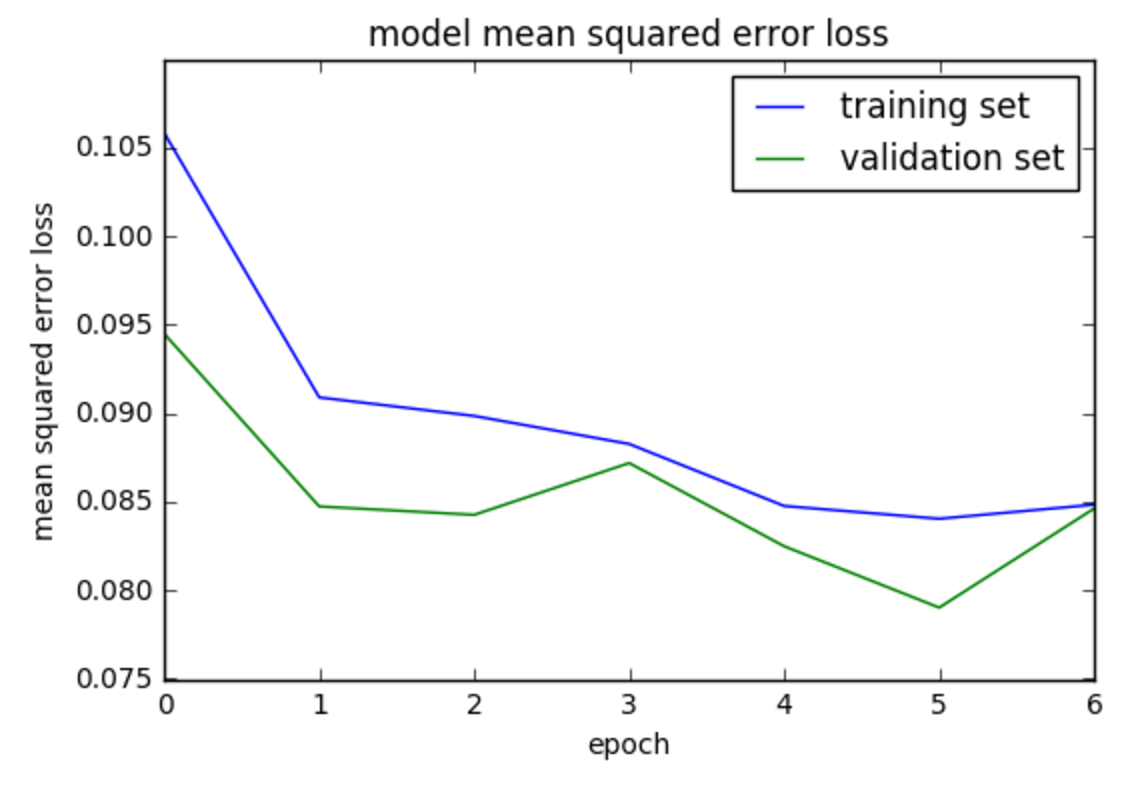 model mean squared error loss
training set
validation set
mean squared error loss
0.105
0.100
0.095
0.090
0.085
0.080
0.075
0 1 2 3 4 5 6
epoch